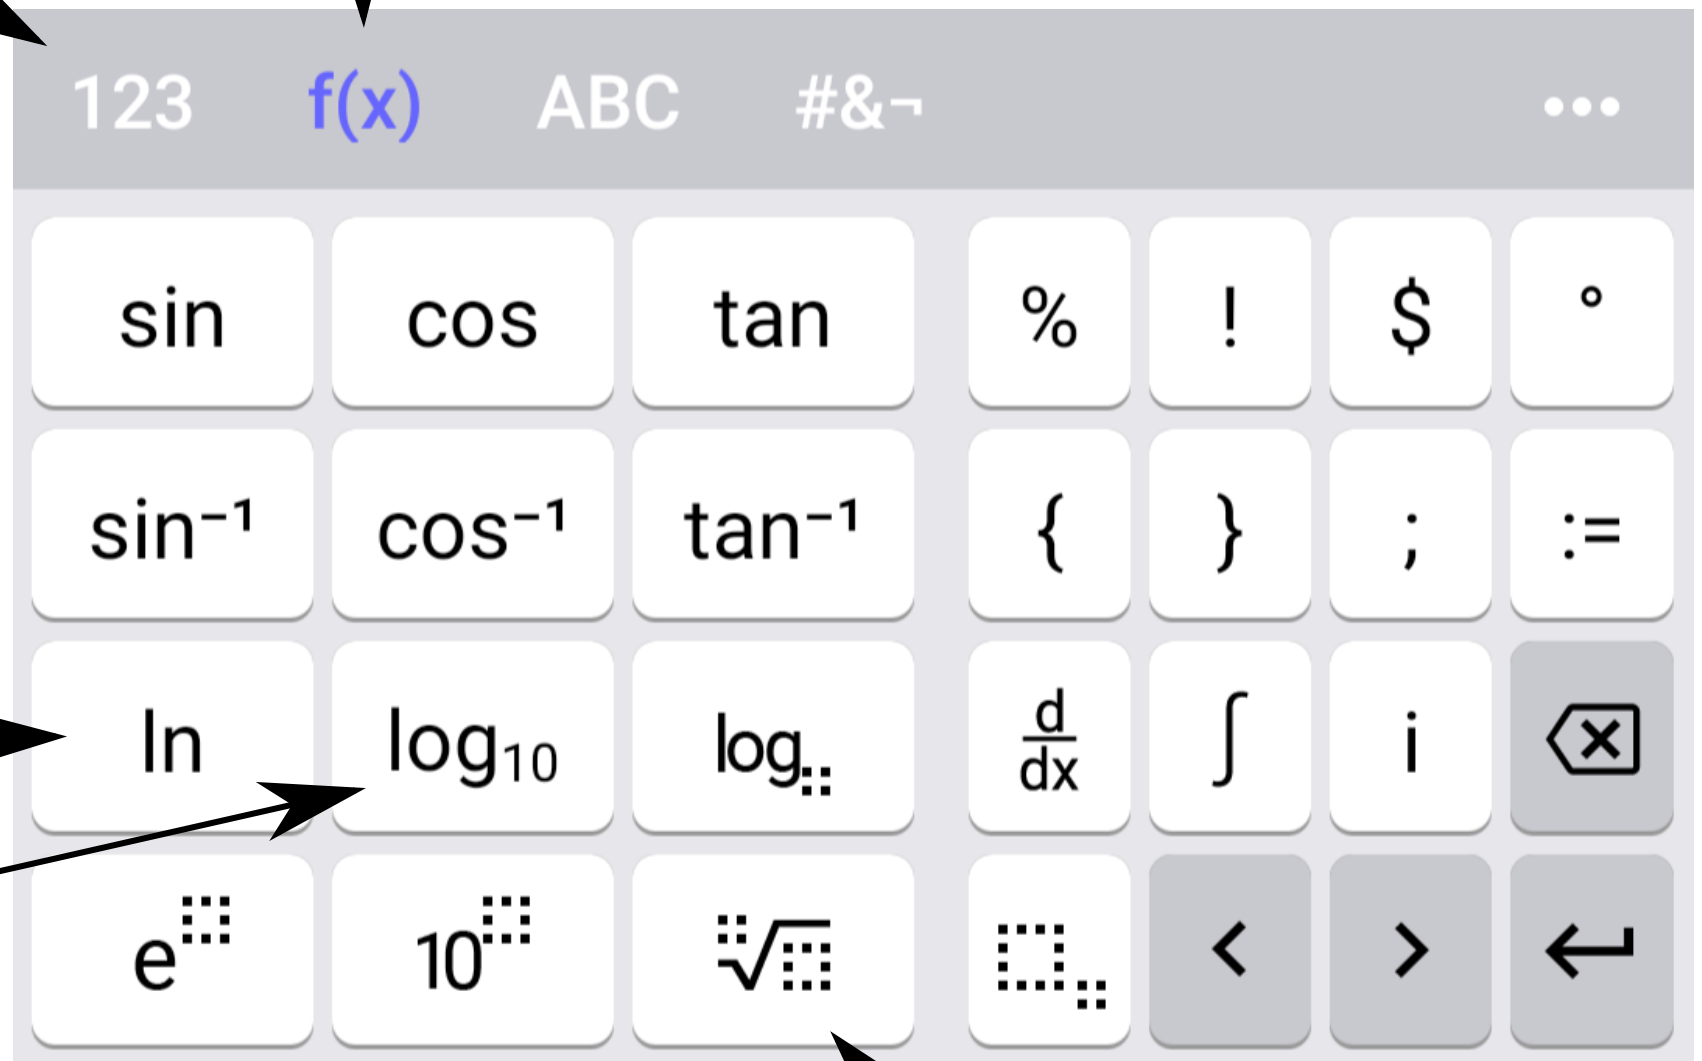 123 f(x) ABC #&¬ •••
sin cos tan % ! $ °
sin⁻¹ cos⁻¹ tan⁻¹ { } ; :=
ln log₁₀ log d/dx ∫ i
e 10 √ < >